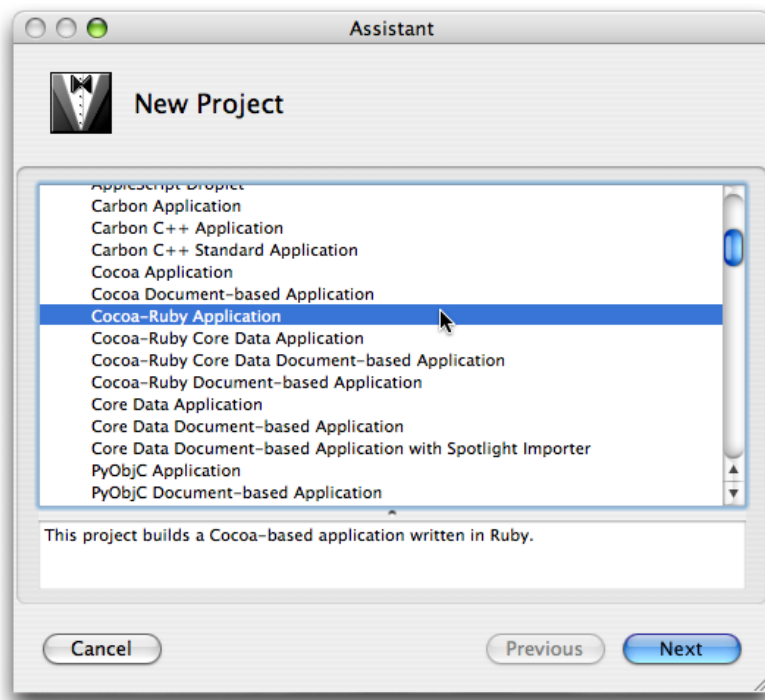 Assistant
New Project
AppleScript Droplet
Carbon Application
Carbon C++ Application
Carbon C++ Standard Application
Cocoa Application
Cocoa Document-based Application
Cocoa-Ruby Application
Cocoa-Ruby Core Data Application
Cocoa-Ruby Core Data Document-based Application
Cocoa-Ruby Document-based Application
Core Data Application
Core Data Document-based Application
Core Data Document-based Application with Spotlight Importer
PyObjC Application
PyObjC Document-based Application
This project builds a Cocoa-based application written in Ruby.
Cancel
Previous
Next